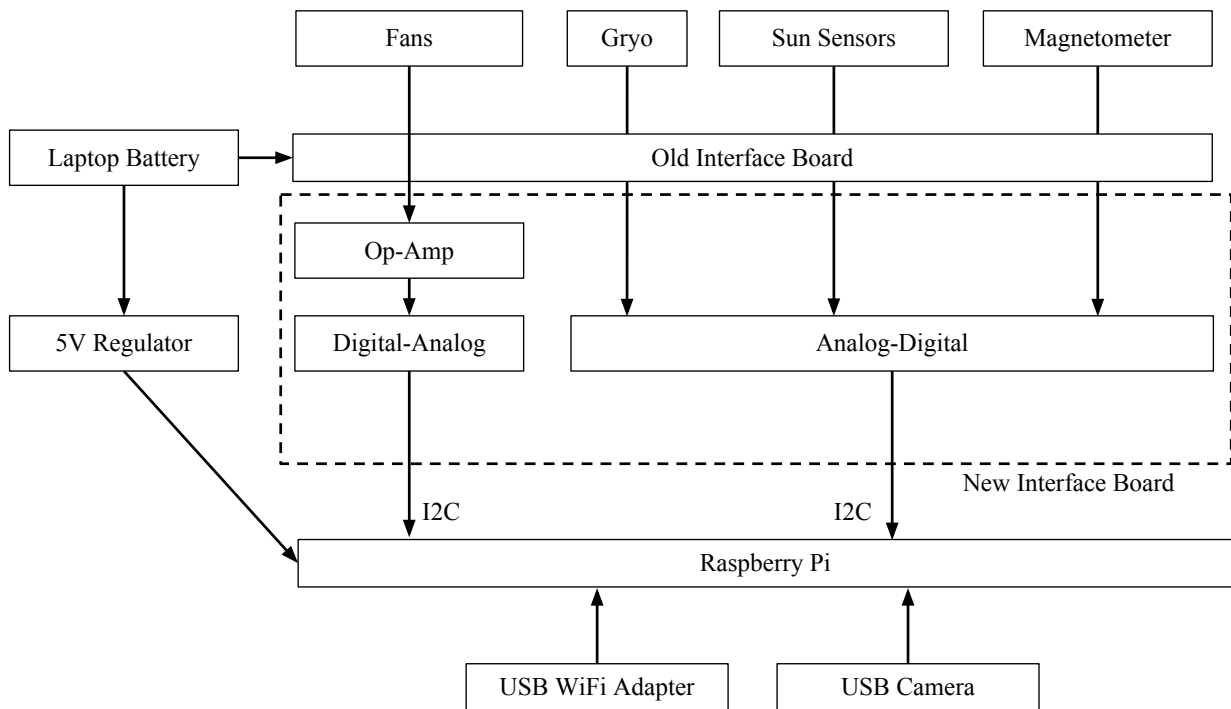 Fans
Gryo
Sun Sensors
Magnetometer
Laptop Battery
Old Interface Board
Op-Amp
5V Regulator
Digital-Analog
Analog-Digital
New Interface Board
I2C
I2C
Raspberry Pi
USB WiFi Adapter
USB Camera